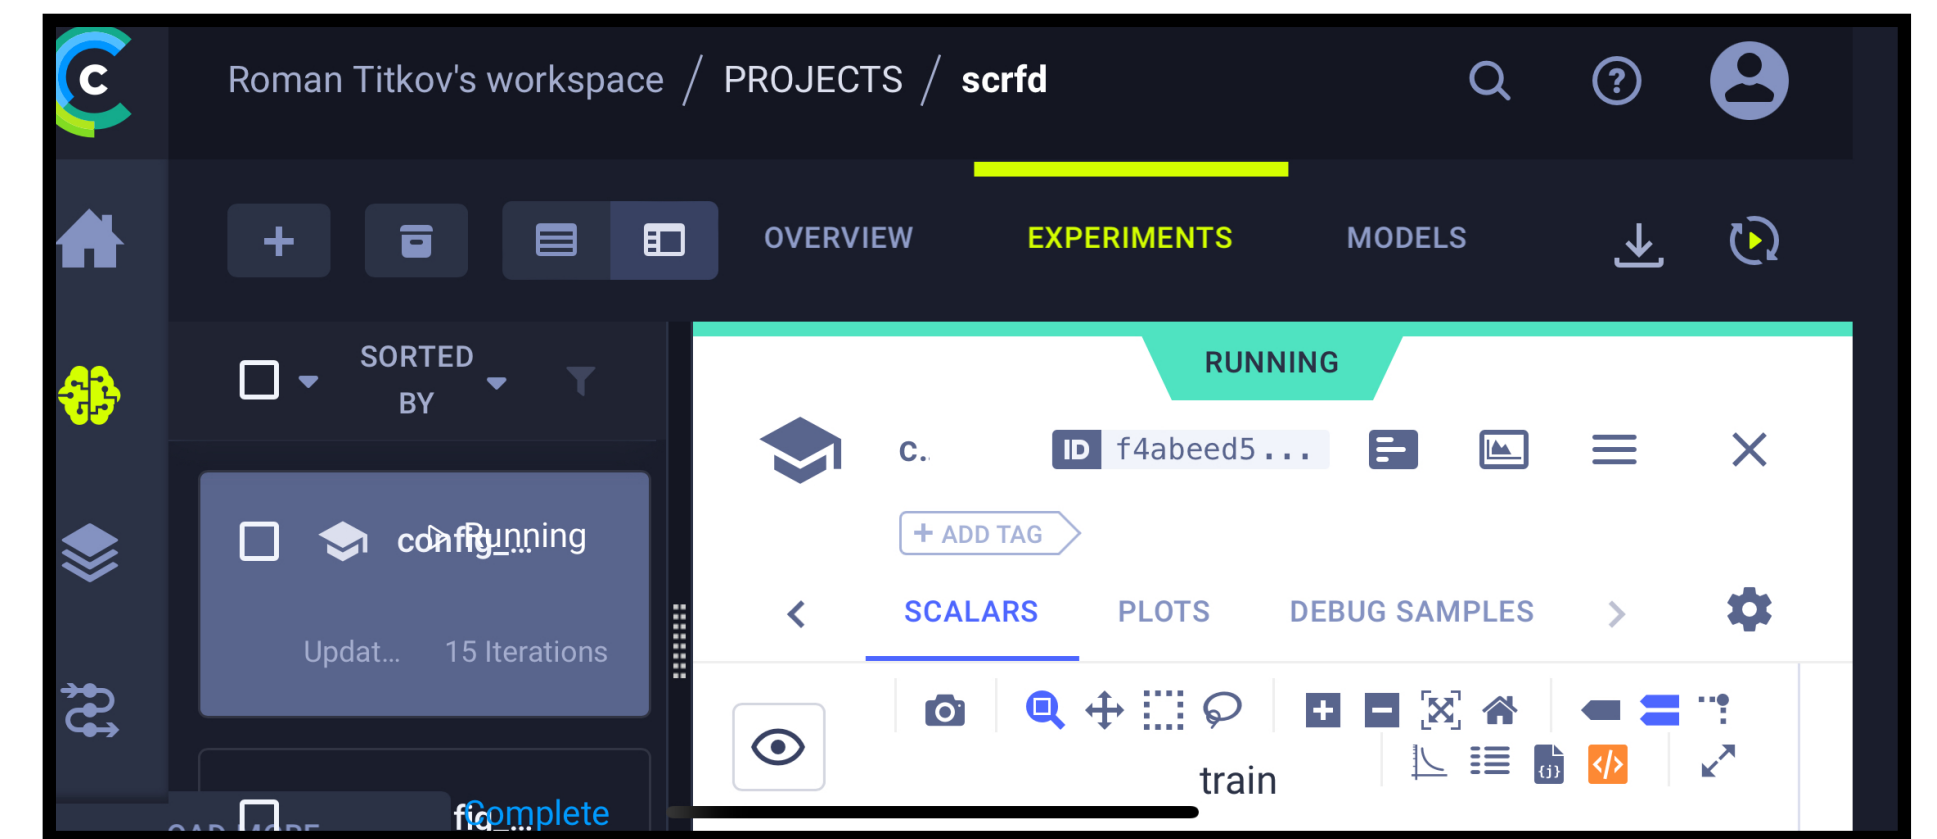 C
Roman Titkov's workspace / PROJECTS / scrfd
OVERVIEW
EXPERIMENTS
MODELS
SORTED
BY
RUNNING
c..
ID f4abeed5...
+ ADD TAG
config_...
Running
Updat...
15 Iterations
SCALARS
PLOTS
DEBUG SAMPLES
train
Complete